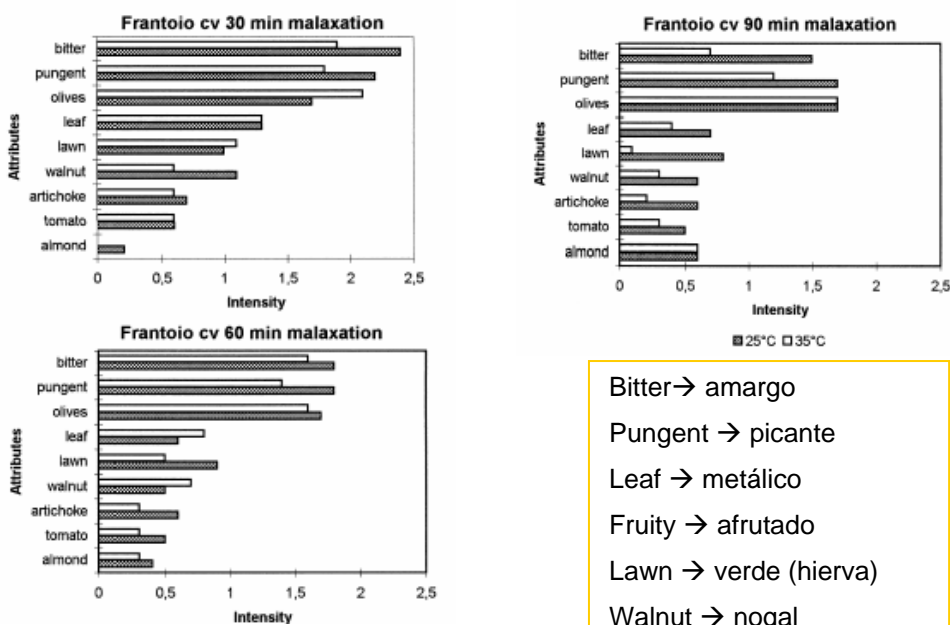 Frantoio cv 30 min malaxation
Attributes
bitter
pungent
olives
leaf
lawn
walnut
artichoke
tomato
almond
0 0,5 1 1,5 2 2,5
Intensity
Frantoio cv 90 min malaxation
Attributes
bitter
pungent
olives
leaf
lawn
walnut
artichoke
tomato
almond
0 0,5 1 1,5 2 2,5
Intensity
25°C 35°C
Frantoio cv 60 min malaxation
Attributes
bitter
pungent
olives
leaf
lawn
walnut
artichoke
tomato
almond
0 0,5 1 1,5 2 2,5
Intensity
Bitter→ amargo
Pungent → picante
Leaf → metálico
Fruity → afrutado
Lawn → verde (hierva)
Walnut → nogal